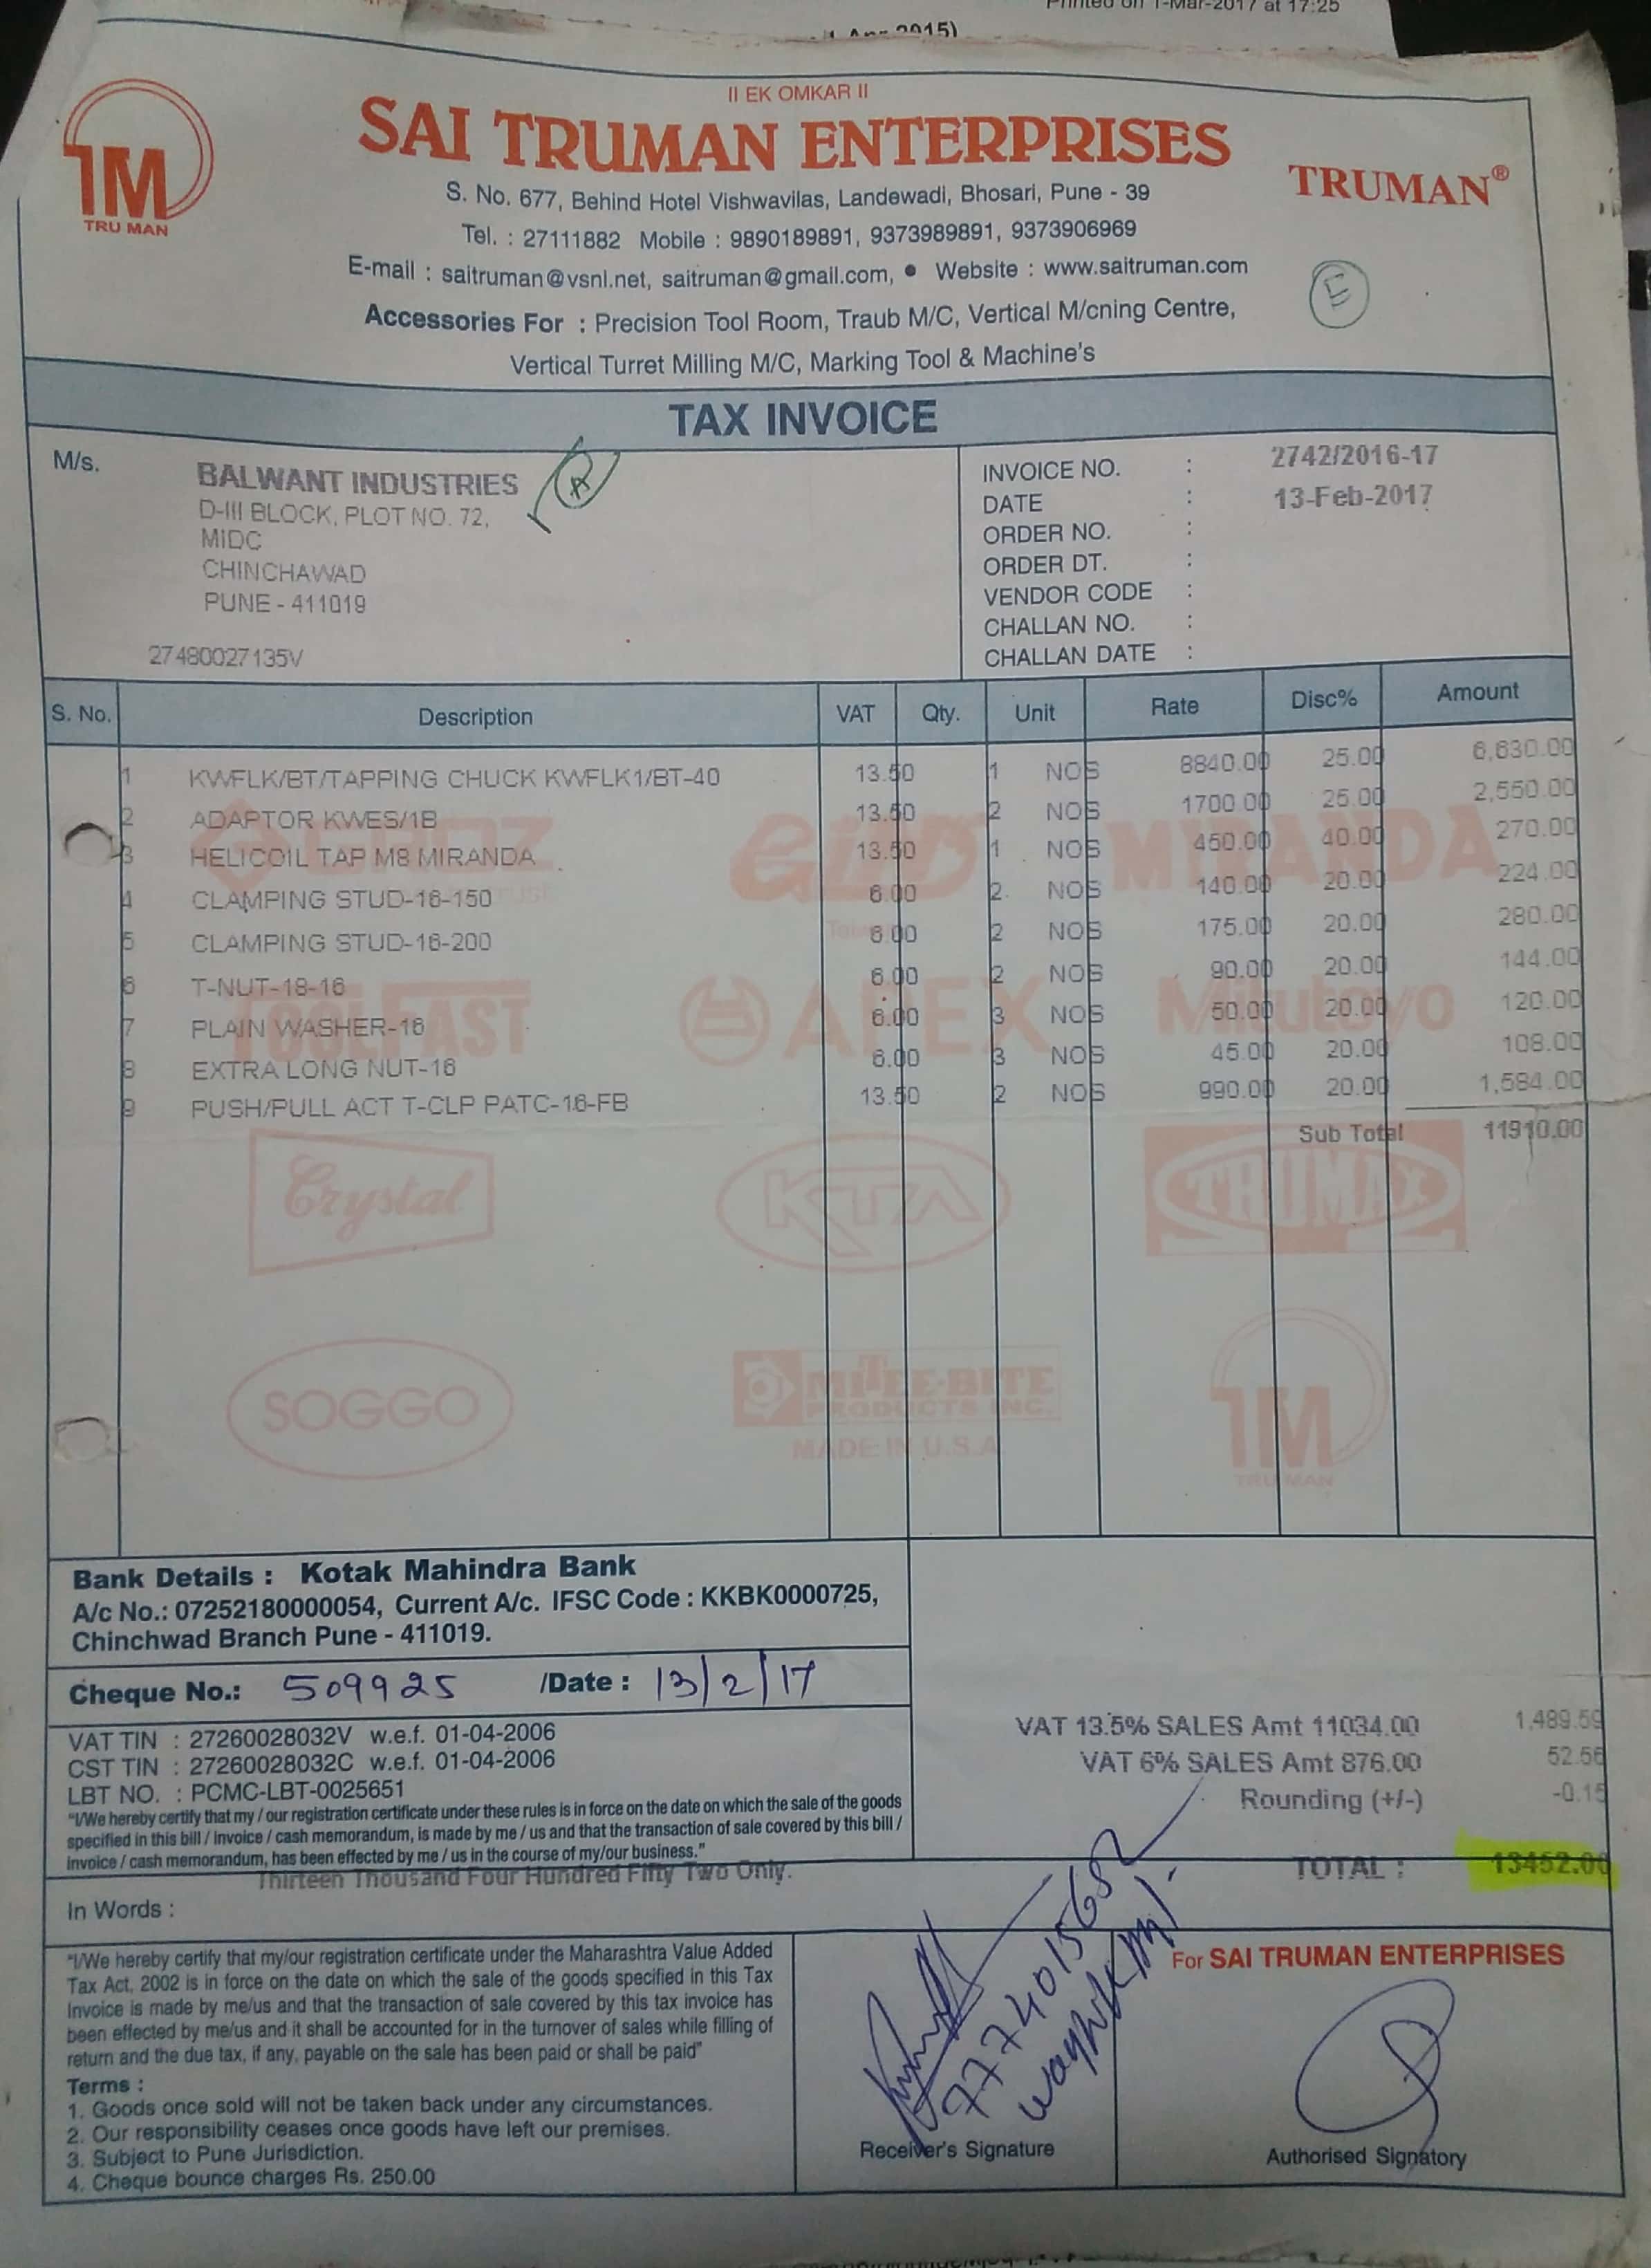 Printed on 1-Mar-2017 at 17:25
1 Apr 2015)
II EK OMKAR II
SAI TRUMAN ENTERPRISES
1M
TRU MAN
TRUMAN®
S. No. 677, Behind Hotel Vishwavilas, Landewadi, Bhosari, Pune - 39
Tel. : 27111882 Mobile : 9890189891, 9373989891, 9373906969
E-mail : saitruman@vsnl.net, saitruman@gmail.com, • Website : www.saitruman.com
E
Accessories For : Precision Tool Room, Traub M/C, Vertical M/cning Centre,
Vertical Turret Milling M/C, Marking Tool & Machine's
TAX INVOICE
M/s.
BALWANT INDUSTRIES
D-III BLOCK, PLOT NO. 72,
MIDC
CHINCHAWAD
PUNE - 411019
27480027135V
INVOICE NO. : 2742/2016-17
DATE : 13-Feb-2017
ORDER NO. :
ORDER DT. :
VENDOR CODE :
CHALLAN NO. :
CHALLAN DATE :
S. No. Description VAT Qty. Unit Rate Disc% Amount
1 KWFLK/BT/TAPPING CHUCK KWFLK1/BT-40 13.50 1 NOS 8840.00 25.00 6,630.00
2 ADAPTOR KWES/1B 13.50 2 NOS 1700.00 25.00 2,550.00
3 HELICOIL TAP M8 MIRANDA 13.50 1 NOS 450.00 40.00 270.00
4 CLAMPING STUD-16-150 6.00 2 NOS 140.00 20.00 224.00
5 CLAMPING STUD-16-200 6.00 2 NOS 175.00 20.00 280.00
6 T-NUT-18-16 6.00 2 NOS 90.00 20.00 144.00
7 PLAIN WASHER-16 6.00 3 NOS 50.00 20.00 120.00
8 EXTRA LONG NUT-16 6.00 3 NOS 45.00 20.00 108.00
9 PUSH/PULL ACT T-CLP PATC-16-FB 13.50 2 NOS 990.00 20.00 1,584.00
Sub Total 11910.00
MIRANDA
APEX Mitutoyo
Crystal KTA TRUMAX
SOGGO
MITEE-BITE
PRODUCTS INC.
MADE IN U.S.A
1M
TRU MAN
Bank Details : Kotak Mahindra Bank
A/c No.: 07252180000054, Current A/c. IFSC Code : KKBK0000725,
Chinchwad Branch Pune - 411019.
Cheque No.: 509925 /Date : 13/2/17
VAT TIN : 27260028032V w.e.f. 01-04-2006
CST TIN : 27260028032C w.e.f. 01-04-2006
LBT NO. : PCMC-LBT-0025651
"I/We hereby certify that my / our registration certificate under these rules is in force on the date on which the sale of the goods
specified in this bill / invoice / cash memorandum, is made by me / us and that the transaction of sale covered by this bill /
invoice / cash memorandum, has been effected by me / us in the course of my/our business."
VAT 13.5% SALES Amt 11034.00 1,489.59
VAT 6% SALES Amt 876.00 52.56
Rounding (+/-) -0.15
TOTAL : 13452.00
Thirteen Thousand Four Hundred Fifty Two Only.
In Words :
"I/We hereby certify that my/our registration certificate under the Maharashtra Value Added
Tax Act, 2002 is in force on the date on which the sale of the goods specified in this Tax
Invoice is made by me/us and that the transaction of sale covered by this tax invoice has
been effected by me/us and it shall be accounted for in the turnover of sales while filling of
return and the due tax, if any, payable on the sale has been paid or shall be paid"
Terms :
1. Goods once sold will not be taken back under any circumstances.
2. Our responsibility ceases once goods have left our premises.
3. Subject to Pune Jurisdiction.
4. Cheque bounce charges Rs. 250.00
Receiver's Signature
For SAI TRUMAN ENTERPRISES
Authorised Signatory